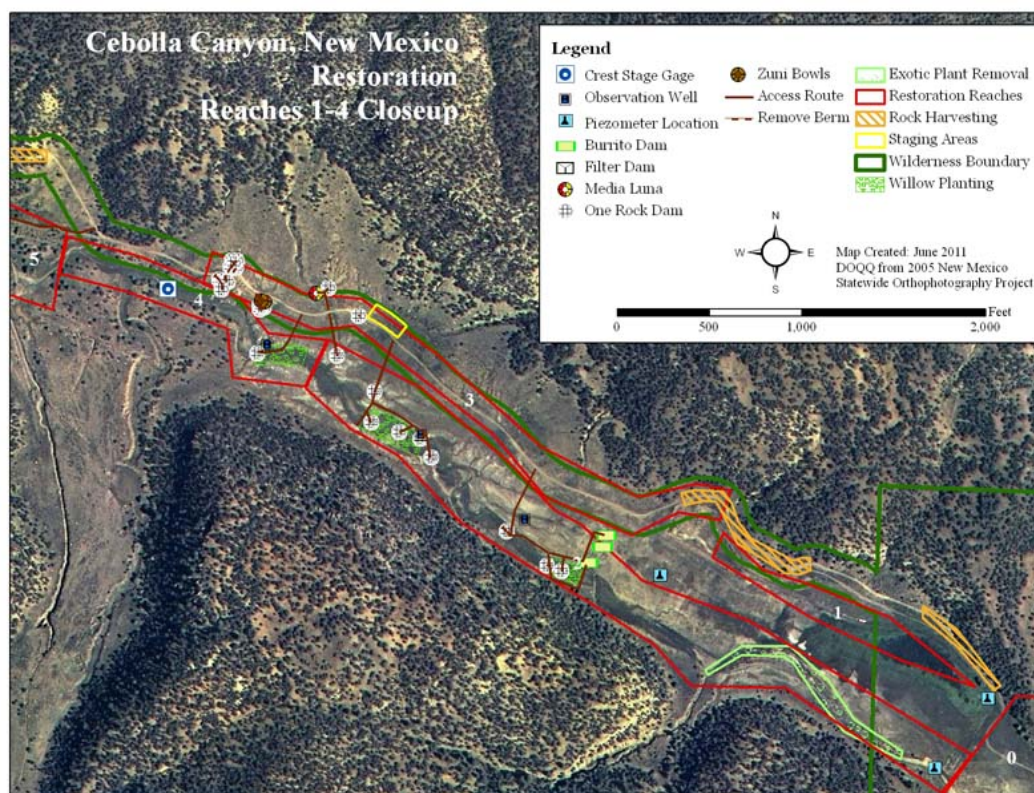 Cebolla Canyon, New Mexico
Restoration
Reaches 1-4 Closeup
Legend
Crest Stage Gage
Observation Well
Piezometer Location
Burrito Dam
Filter Dam
Media Luna
One Rock Dam
Zuni Bowls
Access Route
Remove Berm
Exotic Plant Removal
Restoration Reaches
Rock Harvesting
Staging Areas
Wilderness Boundary
Willow Planting
N
W E
S
Map Created: June 2011
DOQQ from 2005 New Mexico
Statewide Orthophotography Project
Feet
0 500 1,000 2,000
5
4
3
2
1
0